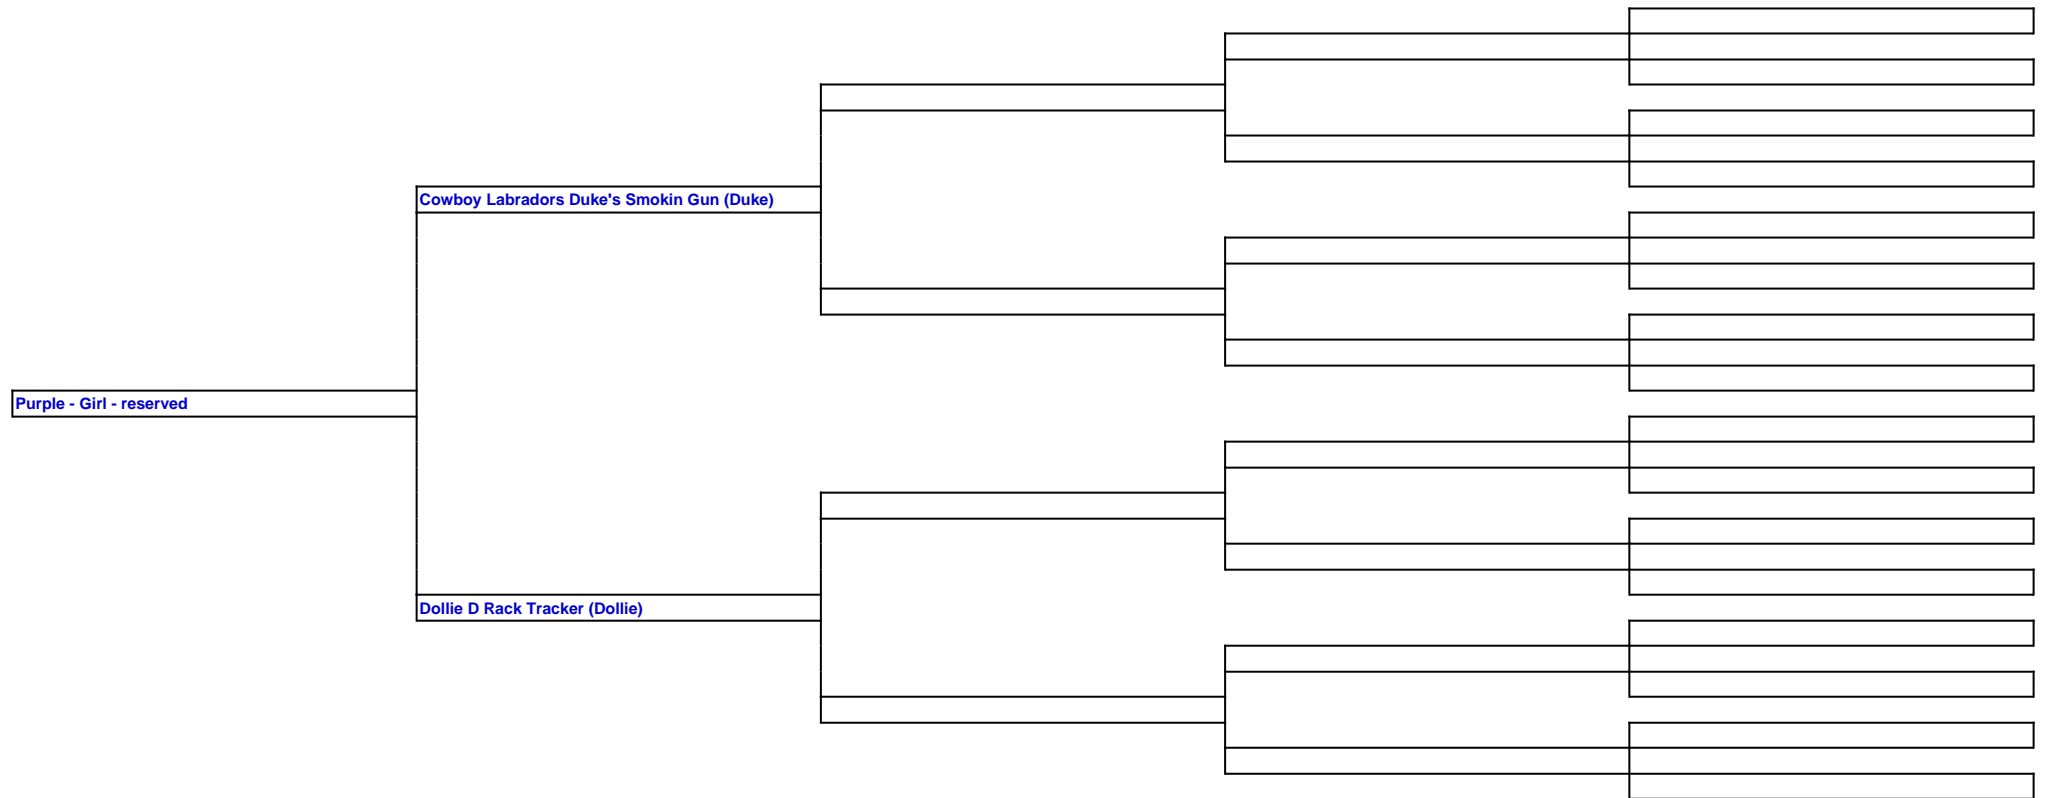 Cowboy Labradors Duke's Smokin Gun (Duke)
Purple - Girl - reserved
Dollie D Rack Tracker (Dollie)